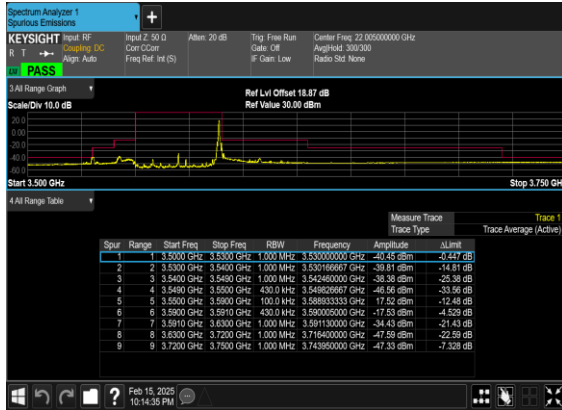 Spectrum Analyzer 1
Spurious Emissions
KEYSIGHT Input: RF Input Z: 50 Ω Atten: 20 dB Trig: Free Run Center Freq: 22.005000000 GHz
R T Coupling: DC Corr CCorr Gate: Off Avg|Hold: 300/300
Align: Auto Freq Ref: Int (S) IF Gain: Low Radio Std: None
PASS
3 All Range Graph Ref Lvl Offset 18.87 dB
Scale/Div 10.0 dB Ref Value 30.00 dBm
20.0
0.00
-20.0
-40.0
-60.0
Start 3.500 GHz Stop 3.750 GH
4 All Range Table
Measure Trace Trace 1
Trace Type Trace Average (Active)
Spur Range Start Freq Stop Freq RBW Frequency Amplitude ΔLimit
1 1 3.5000 GHz 3.5300 GHz 1.000 MHz 3.530000000 GHz -40.45 dBm -0.447 dB
2 2 3.5300 GHz 3.5400 GHz 1.000 MHz 3.530166667 GHz -39.81 dBm -14.81 dB
3 3 3.5400 GHz 3.5490 GHz 1.000 MHz 3.542460000 GHz -38.38 dBm -25.38 dB
4 4 3.5490 GHz 3.5500 GHz 430.0 kHz 3.549826667 GHz -46.56 dBm -33.56 dB
5 5 3.5500 GHz 3.5900 GHz 100.0 kHz 3.588933333 GHz 17.52 dBm -12.48 dB
6 6 3.5900 GHz 3.5910 GHz 430.0 kHz 3.590005000 GHz -17.53 dBm -4.529 dB
7 7 3.5910 GHz 3.6300 GHz 1.000 MHz 3.591130000 GHz -34.43 dBm -21.43 dB
8 8 3.6300 GHz 3.7200 GHz 1.000 MHz 3.716400000 GHz -47.59 dBm -22.59 dB
9 9 3.7200 GHz 3.7500 GHz 1.000 MHz 3.743950000 GHz -47.33 dBm -7.328 dB
Feb 15, 2025
10:14:35 PM